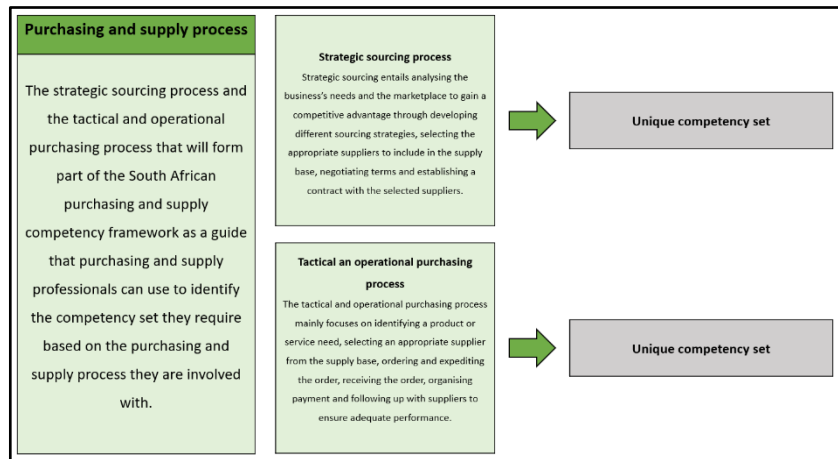 Purchasing and supply process
The strategic sourcing process and
the tactical and operational
purchasing process that will form
part of the South African
purchasing and supply
competency framework as a guide
that purchasing and supply
professionals can use to identify
the competency set they require
based on the purchasing and
supply process they are involved
with.
Strategic sourcing process
Strategic sourcing entails analysing the
business's needs and the marketplace to gain a
competitive advantage through developing
different sourcing strategies, selecting the
appropriate suppliers to include in the supply
base, negotiating terms and establishing a
contract with the selected suppliers.
Unique competency set
Tactical an operational purchasing
process
The tactical and operational purchasing process
mainly focuses on identifying a product or
service need, selecting an appropriate supplier
from the supply base, ordering and expediting
the order, receiving the order, organising
payment and following up with suppliers to
ensure adequate performance.
Unique competency set